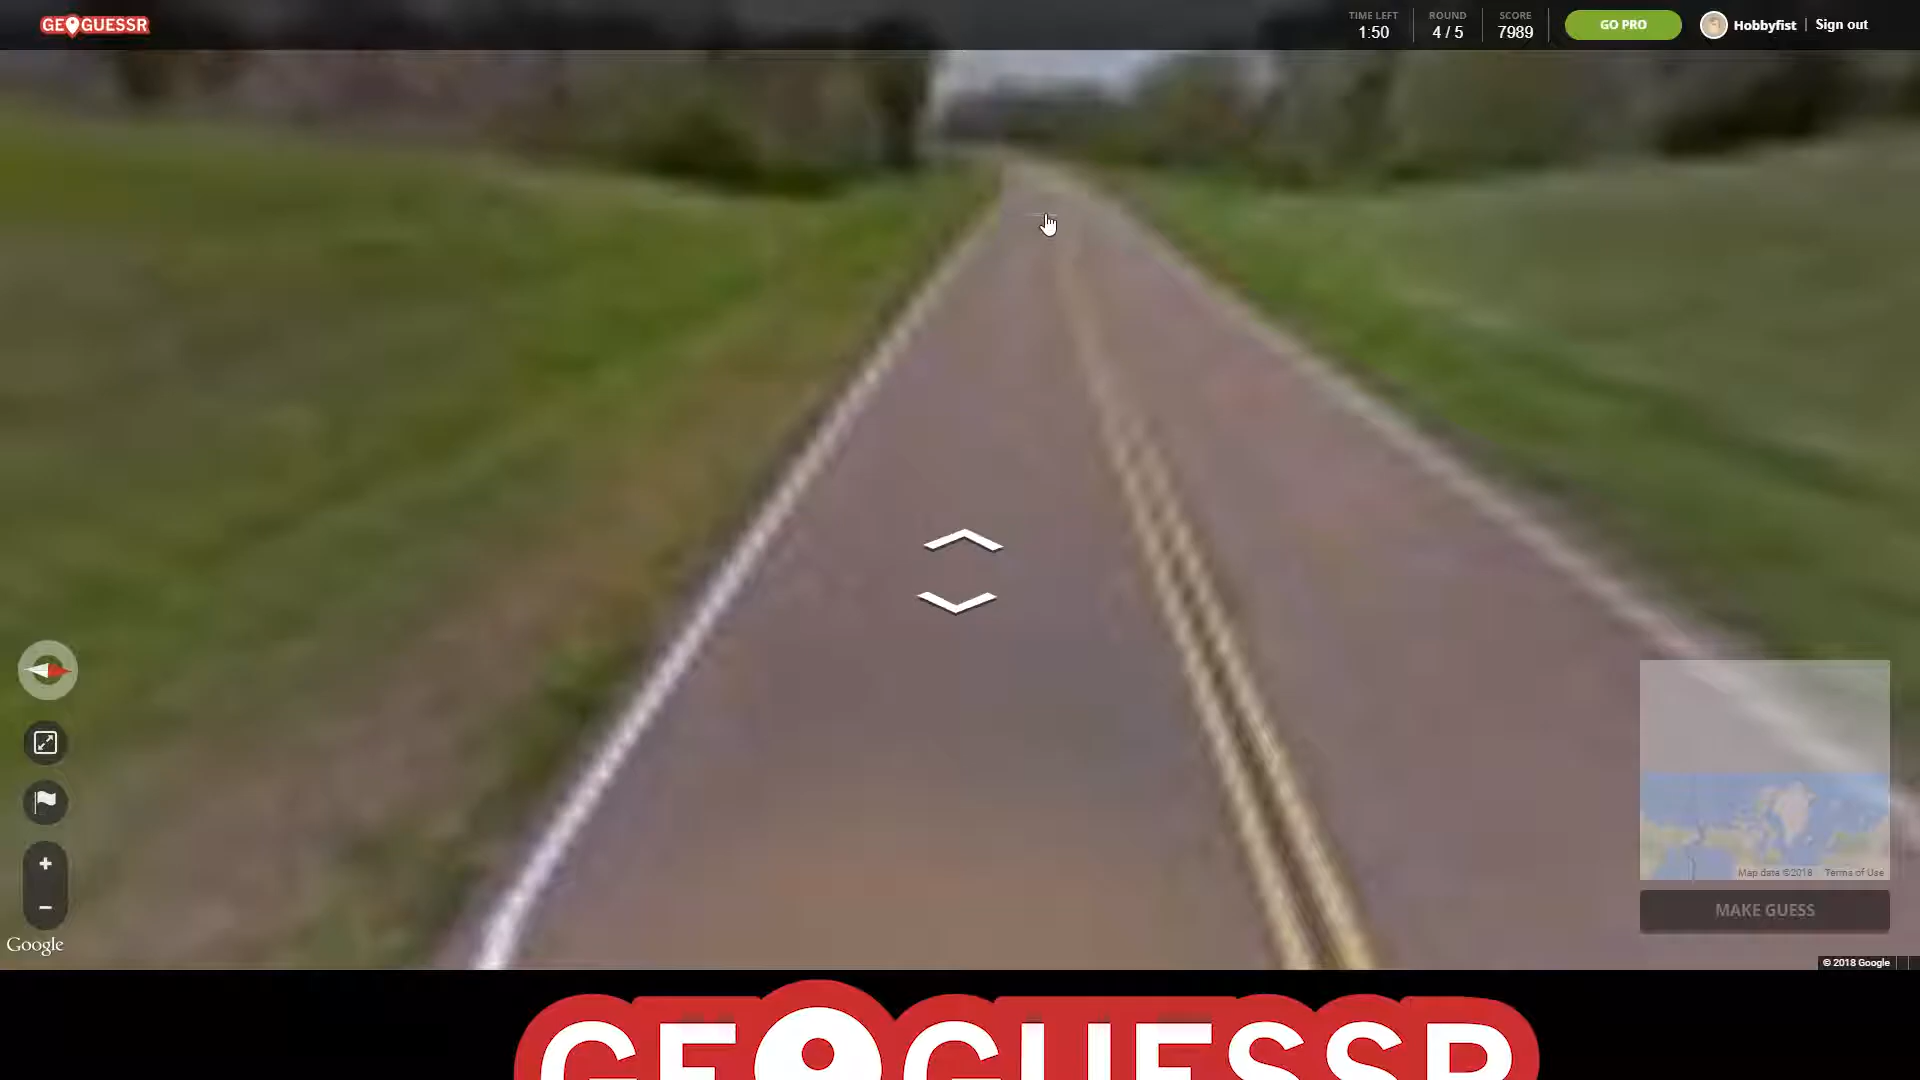 GEOGUESSR
TIME LEFT
1:50
ROUND
4 / 5
SCORE
7989
GO PRO
Hobbyfist
Sign out
Map data ©2018
Terms of Use
MAKE GUESS
Google
© 2018 Google
GEOGUESSR